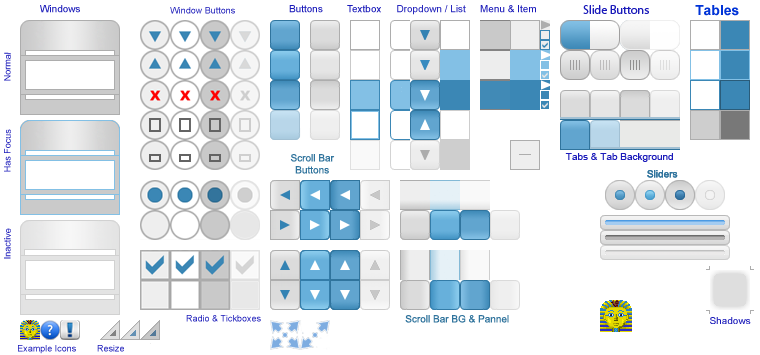 Windows
Window Buttons
Buttons
Textbox
Dropdown / List
Menu & Item
Slide Buttons
Tables
Normal
Has Focus
Inactive
Scroll Bar
Buttons
Tabs & Tab Background
Sliders
Radio & Tickboxes
Scroll Bar BG & Pannel
Shadows
Example Icons
Resize